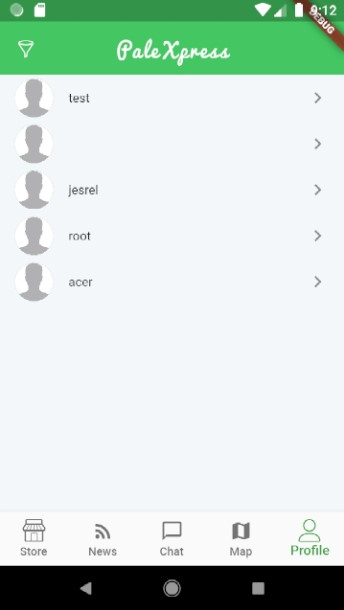 9:12
DEBUG
PaleXpress
test
jesrel
root
acer
Store
News
Chat
Map
Profile